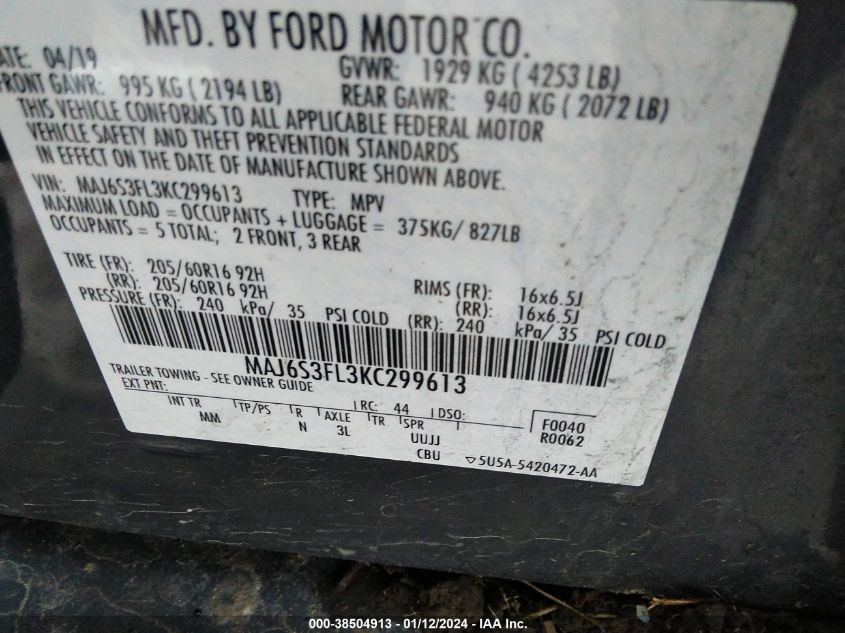 MFD. BY FORD MOTOR CO.
DATE: 04/19 GVWR: 1929 KG ( 4253 LB)
FRONT GAWR: 995 KG ( 2194 LB) REAR GAWR: 940 KG ( 2072 LB)
THIS VEHICLE CONFORMS TO ALL APPLICABLE FEDERAL MOTOR
VEHICLE SAFETY AND THEFT PREVENTION STANDARDS
IN EFFECT ON THE DATE OF MANUFACTURE SHOWN ABOVE.
VIN: MAJ6S3FL3KC299613 TYPE: MPV
MAXIMUM LOAD = OCCUPANTS + LUGGAGE = 375KG/ 827LB
OCCUPANTS = 5 TOTAL; 2 FRONT, 3 REAR
TIRE (FR): 205/60R16 92H RIMS (FR): 16x6.5J
(RR): 205/60R16 92H (RR): 16x6.5J
PRESSURE (FR): 240 kPa/ 35 PSI COLD (RR): 240 kPa/ 35 PSI COLD
MAJ6S3FL3KC299613
TRAILER TOWING - SEE OWNER GUIDE
EXT PNT: RC: 44 DSO: F0040
INT TR TP/PS R AXLE TR SPR R0062
MM N 3L UUJJ
CBU 5U5A-5420472-AA
000-38504913 - 01/12/2024 - IAA Inc.